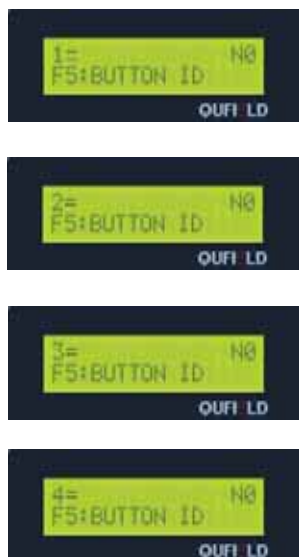 1= N0
F5:BUTTON ID
QUFI LD
2= N0
F5:BUTTON ID
QUFI LD
3= N0
F5:BUTTON ID
QUFI LD
4= N0
F5:BUTTON ID
QUFI LD